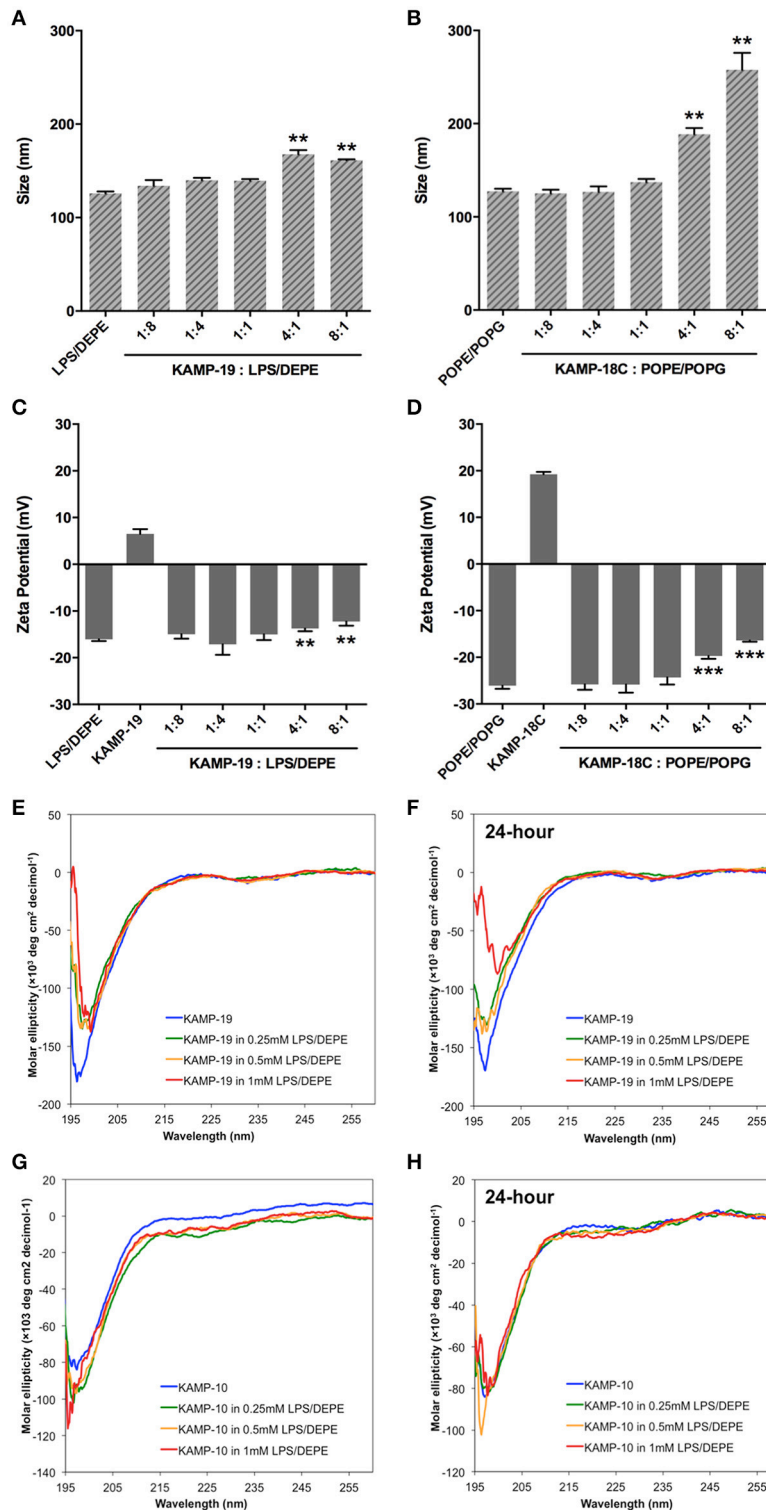 A
Size (nm)
300
200
100
0
**
**
LPS/DEPE
1:8
1:4
1:1
4:1
8:1
KAMP-19 : LPS/DEPE
B
Size (nm)
300
200
100
0
**
**
POPE/POPG
1:8
1:4
1:1
4:1
8:1
KAMP-18C : POPE/POPG
C
Zeta Potential (mV)
30
20
10
0
-10
-20
-30
**
**
LPS/DEPE
KAMP-19
1:8
1:4
1:1
4:1
8:1
KAMP-19 : LPS/DEPE
D
Zeta Potential (mV)
30
20
10
0
-10
-20
-30
***
***
POPE/POPG
KAMP-18C
1:8
1:4
1:1
4:1
8:1
KAMP-18C : POPE/POPG
E
Molar ellipticity (×10³ deg cm² decimol⁻¹)
50
0
-50
-100
-150
-200
KAMP-19
KAMP-19 in 0.25mM LPS/DEPE
KAMP-19 in 0.5mM LPS/DEPE
KAMP-19 in 1mM LPS/DEPE
195 205 215 225 235 245 255
Wavelength (nm)
F
24-hour
Molar ellipticity (×10³ deg cm² decimol⁻¹)
50
0
-50
-100
-150
-200
KAMP-19
KAMP-19 in 0.25mM LPS/DEPE
KAMP-19 in 0.5mM LPS/DEPE
KAMP-19 in 1mM LPS/DEPE
195 205 215 225 235 245 255
Wavelength (nm)
G
Molar ellipticity (×103 deg cm2 decimol-1)
20
0
-20
-40
-60
-80
-100
-120
-140
KAMP-10
KAMP-10 in 0.25mM LPS/DEPE
KAMP-10 in 0.5mM LPS/DEPE
KAMP-10 in 1mM LPS/DEPE
195 205 215 225 235 245 255
Wavelength (nm)
H
24-hour
Molar ellipticity (×10³ deg cm² decimol⁻¹)
20
0
-20
-40
-60
-80
-100
-120
KAMP-10
KAMP-10 in 0.25mM LPS/DEPE
KAMP-10 in 0.5mM LPS/DEPE
KAMP-10 in 1mM LPS/DEPE
195 205 215 225 235 245 255
Wavelength (nm)